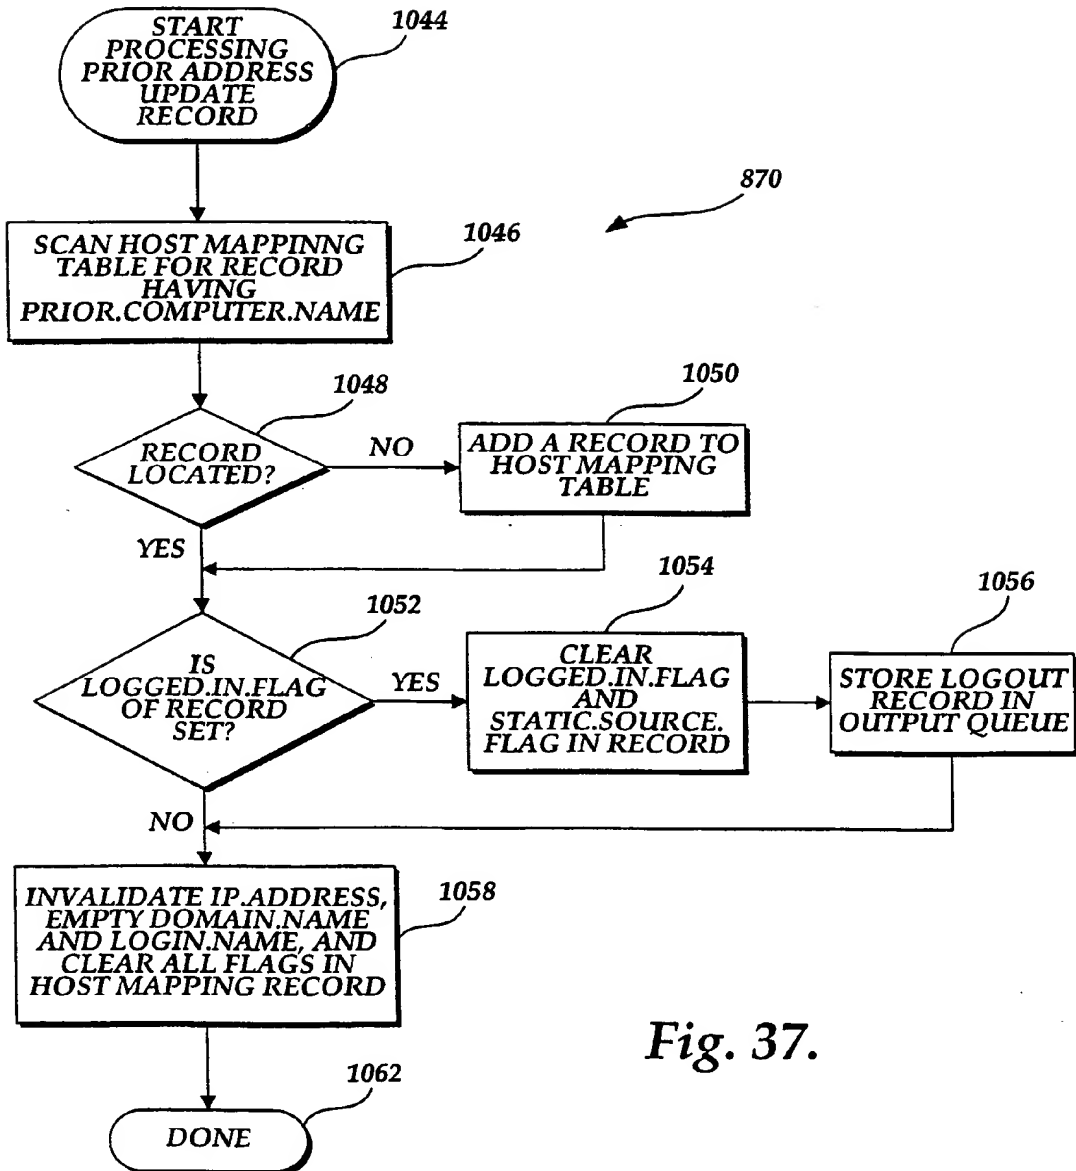 START
PROCESSING
PRIOR ADDRESS
UPDATE
RECORD
1044
870
SCAN HOST MAPPINNG
TABLE FOR RECORD
HAVING
PRIOR.COMPUTER.NAME
1046
RECORD
LOCATED?
1048
NO
ADD A RECORD TO
HOST MAPPING
TABLE
1050
YES
IS
LOGGED.IN.FLAG
OF RECORD
SET?
1052
YES
CLEAR
LOGGED.IN.FLAG
AND
STATIC.SOURCE.
FLAG IN RECORD
1054
STORE LOGOUT
RECORD IN
OUTPUT QUEUE
1056
NO
INVALIDATE IP.ADDRESS,
EMPTY DOMAIN.NAME
AND LOGIN.NAME, AND
CLEAR ALL FLAGS IN
HOST MAPPING RECORD
1058
DONE
1062
Fig. 37.